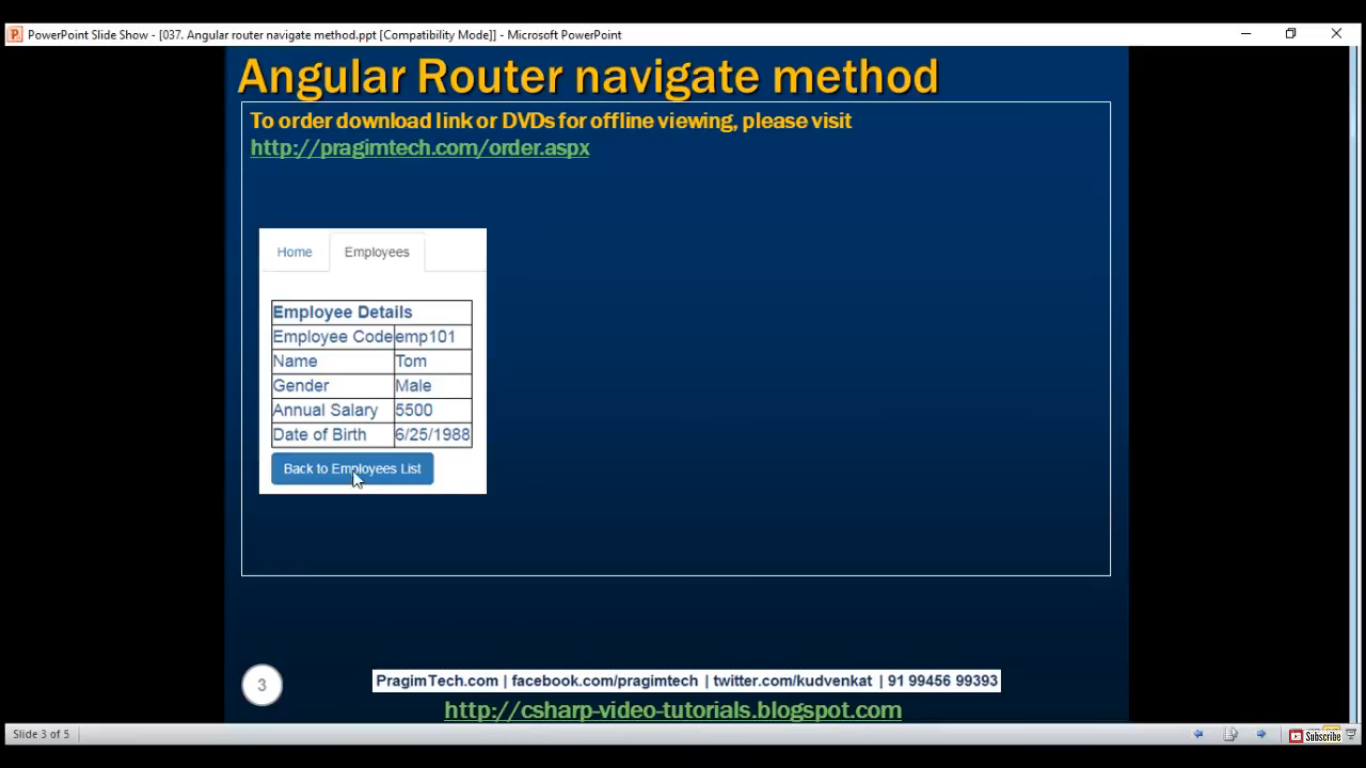 PowerPoint Slide Show - [037. Angular router navigate method.ppt [Compatibility Mode]] - Microsoft PowerPoint
Angular Router navigate method
To order download link or DVDs for offline viewing, please visit
http://pragimtech.com/order.aspx
Home Employees
Employee Details
Employee Code emp101
Name Tom
Gender Male
Annual Salary 5500
Date of Birth 6/25/1988
Back to Employees List
3
PragimTech.com | facebook.com/pragimtech | twitter.com/kudvenkat | 91 99456 99393
http://csharp-video-tutorials.blogspot.com
Slide 3 of 5
Subscribe